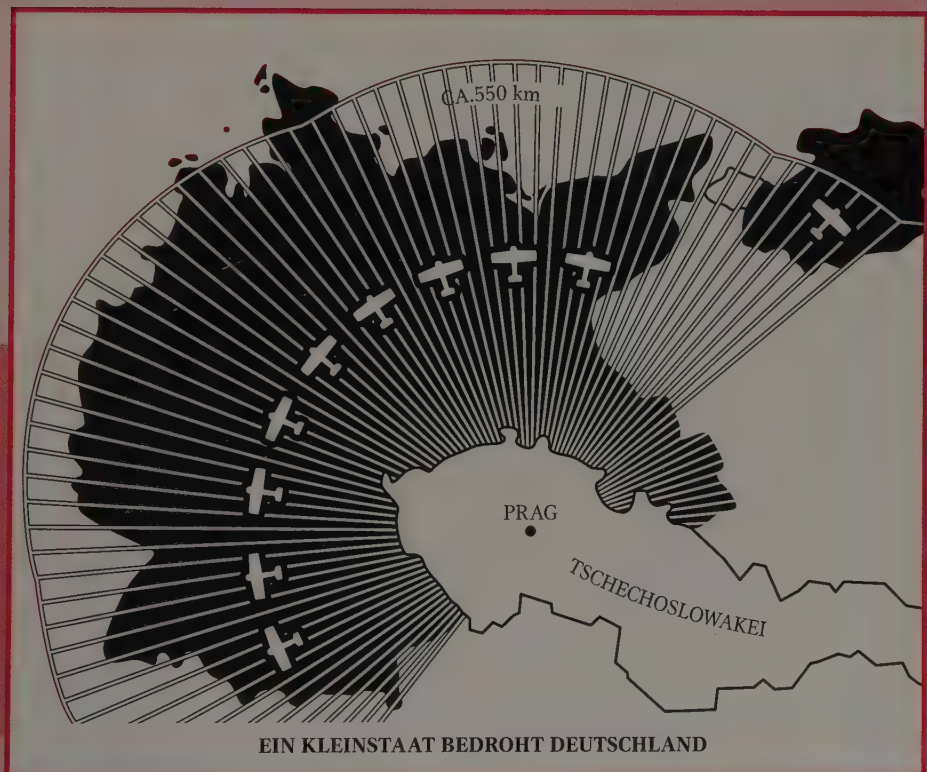 CA.550 km
PRAG
TSCHECHOSLOWAKEI
EIN KLEINSTAAT BEDROHT DEUTSCHLAND